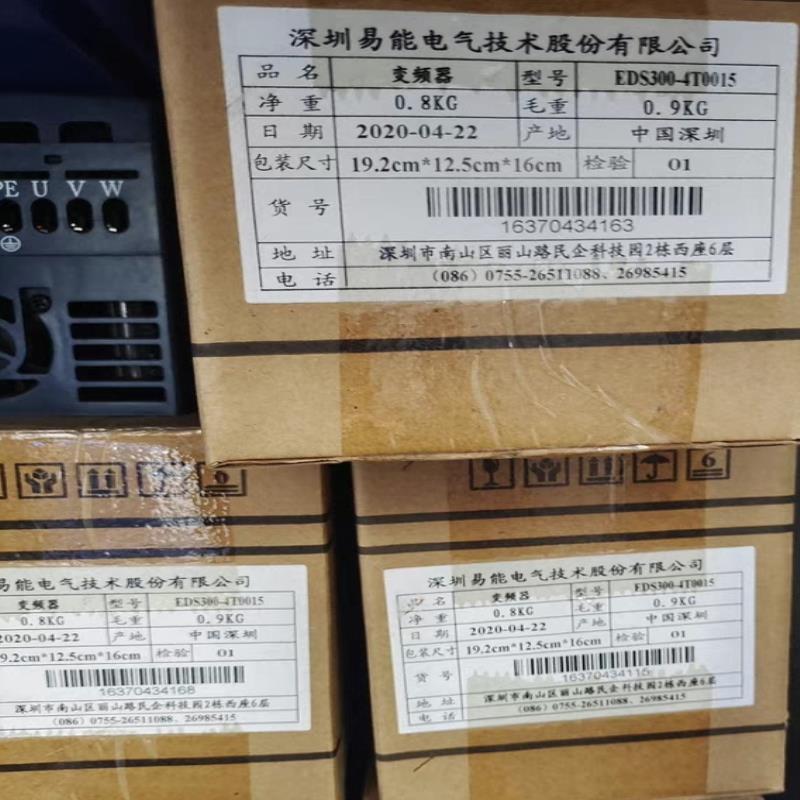 深圳易能电气技术股份有限公司
品名 变频器 型号 EDS300-4T0015
净重 0.8KG 毛重 0.9KG
日期 2020-04-22 产地 中国深圳
包装尺寸 19.2cm*12.5cm*16cm 检验 01
货号
16370434163
地址 深圳市南山区丽山路民企科技园2栋西座6层
电话 (086) 0755-26511088、26985415
PE U V W
6
6
易能电气技术股份有限公司
变频器 型号 EDS300-4T0015
0.8KG 毛重 0.9KG
2020-04-22 产地 中国深圳
9.2cm*12.5cm*16cm 检验 01
16370434168
深圳市南山区丽山路民企科技园2栋西座6层
(086) 0755-26511088、26985415
深圳易能电气技术股份有限公司
品名 变频器 型号 EDS300-4T0015
净重 0.8KG 毛重 0.9KG
日期 2020-04-22 产地 中国深圳
包装尺寸 19.2cm*12.5cm*16cm 检验 01
货号
16370434115
地址 深圳市南山区丽山路民企科技园2栋西座6层
电话 (086) 0755-26511088、26985415